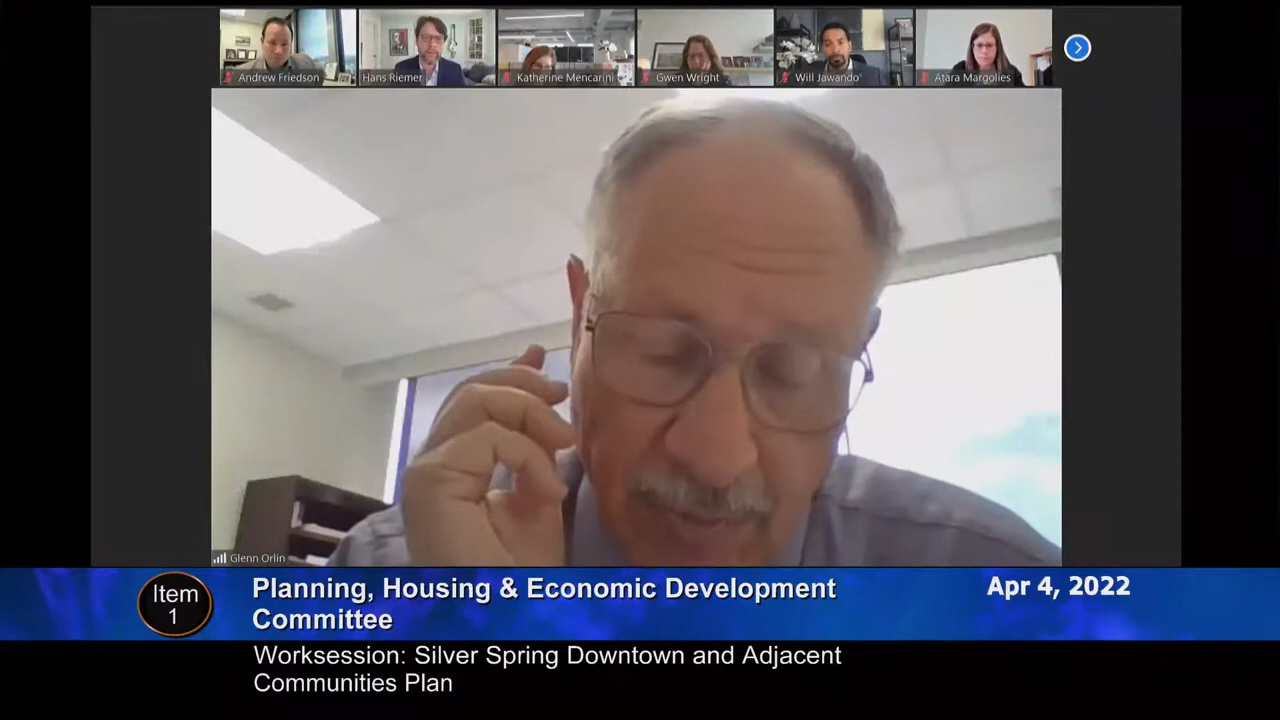 Andrew Friedson
Hans Riemer
Katherine Mencarini
Gwen Wright
Will Jawando
Atara Margolies
Glenn Orlin
Item
1
Planning, Housing & Economic Development
Committee
Apr 4, 2022
Worksession: Silver Spring Downtown and Adjacent
Communities Plan